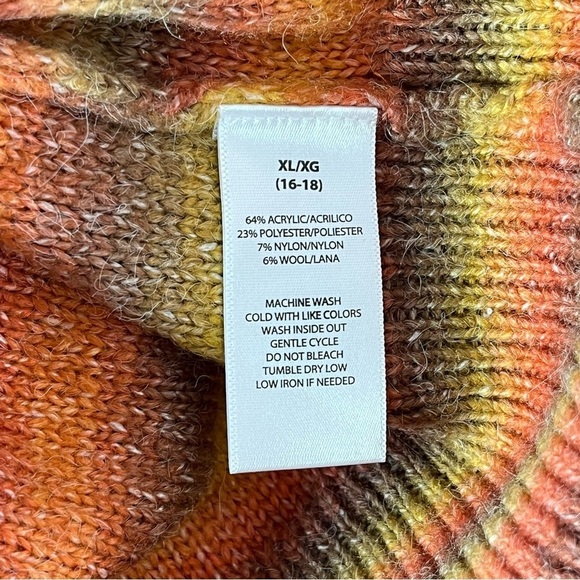 XL/XG
(16-18)
64% ACRYLIC/ACRILICO
23% POLYESTER/POLIESTER
7% NYLON/NYLON
6% WOOL/LANA
MACHINE WASH
COLD WITH LIKE COLORS
WASH INSIDE OUT
GENTLE CYCLE
DO NOT BLEACH
TUMBLE DRY LOW
LOW IRON IF NEEDED